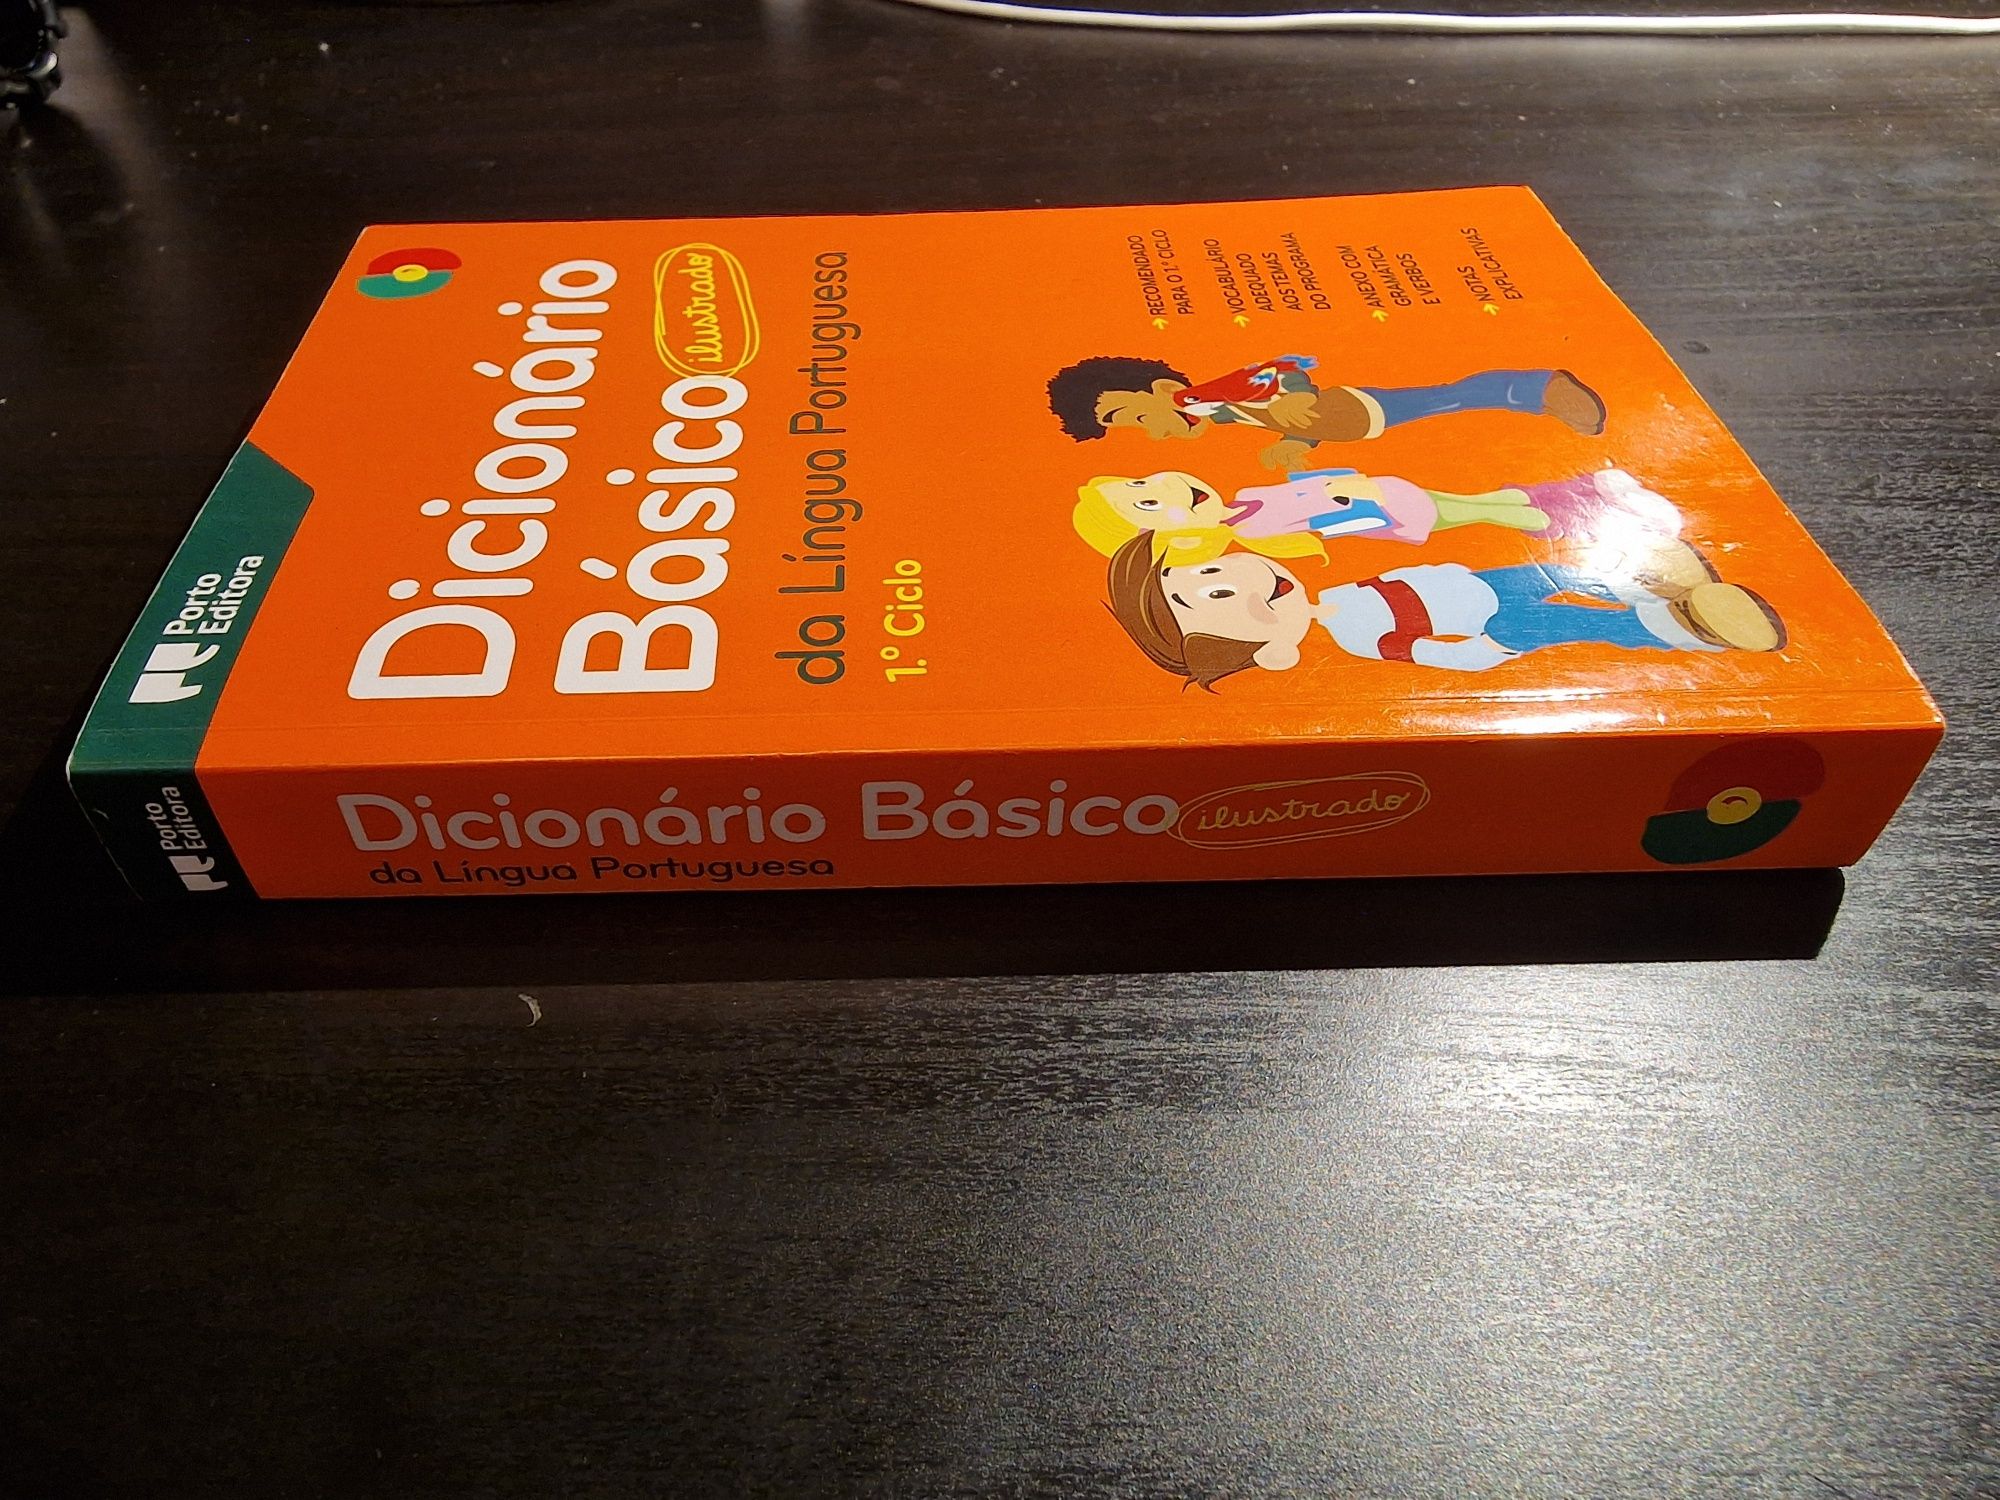 Porto
Editora
Dicionário
Básico
ilustrado
da Língua Portuguesa
1.º Ciclo
→ RECOMENDADO
PARA O 1.º CICLO
→ VOCABULÁRIO
ADEQUADO
AOS TEMAS
DO PROGRAMA
→ ANEXO COM
GRAMÁTICA
E VERBOS
→ NOTAS
EXPLICATIVAS
Porto
Editora
Dicionário Básico ilustrado
da Língua Portuguesa